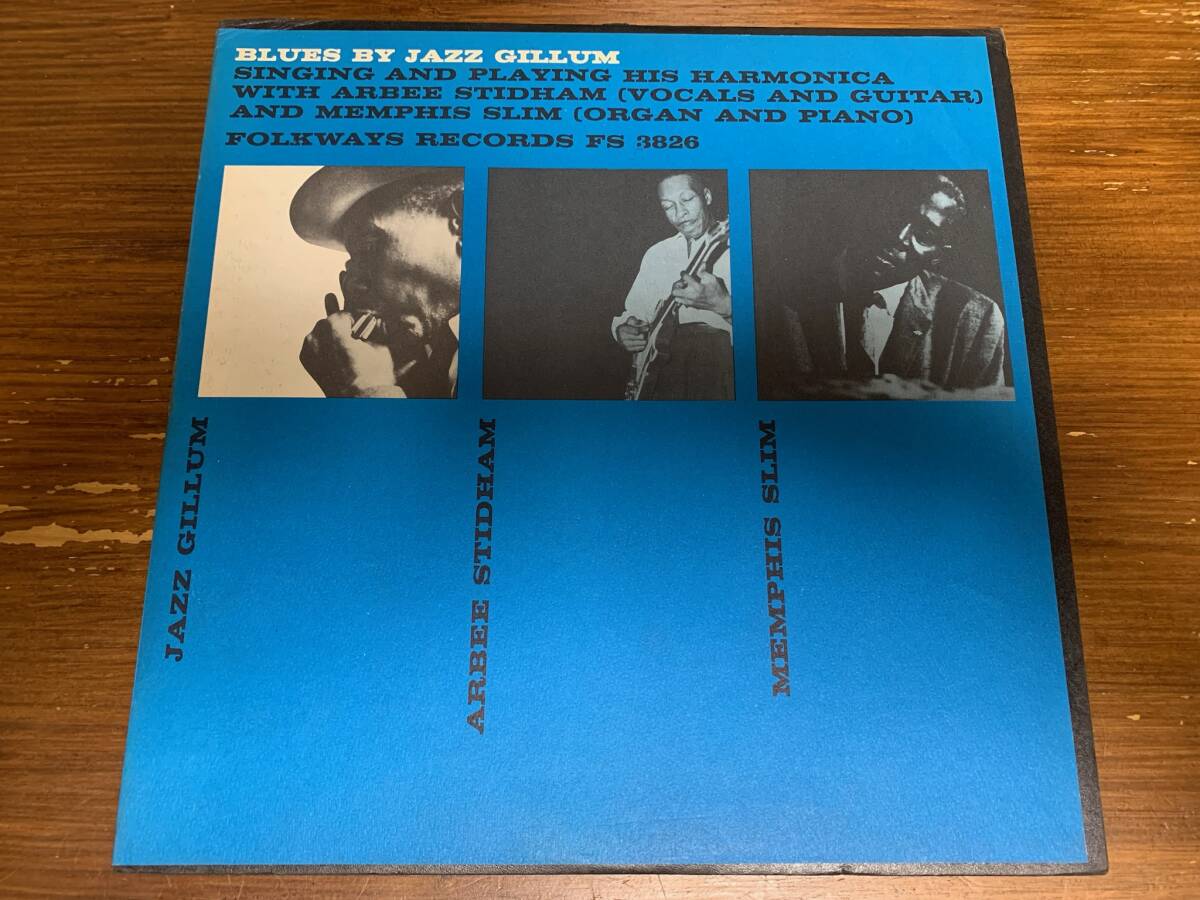 BLUES BY JAZZ GILLUM
SINGING AND PLAYING HIS HARMONICA
WITH ARBEE STIDHAM (VOCALS AND GUITAR)
AND MEMPHIS SLIM (ORGAN AND PIANO)
FOLKWAYS RECORDS FS 3826
JAZZ GILLUM
ARBEE STIDHAM
MEMPHIS SLIM